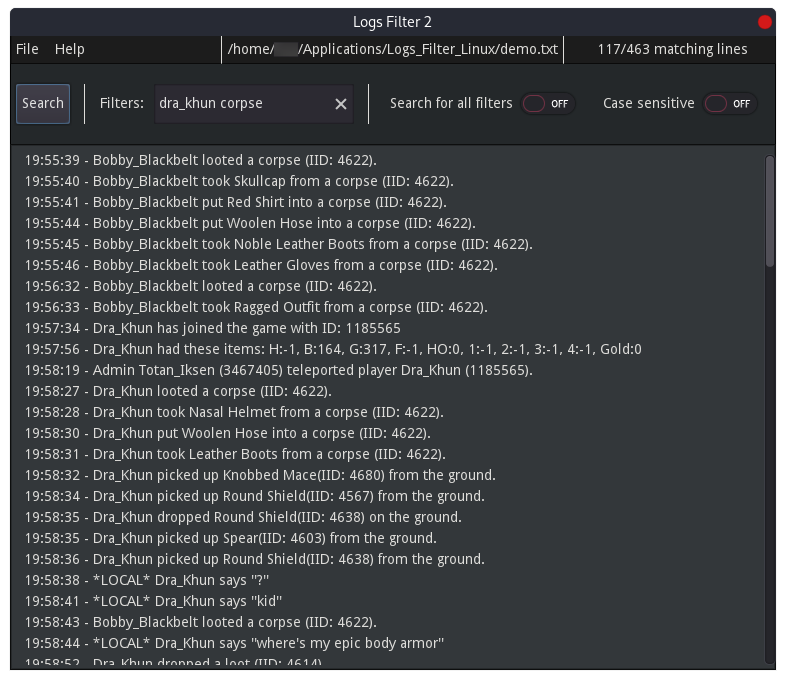 Logs Filter 2
File Help /home/ /Applications/Logs_Filter_Linux/demo.txt 117/463 matching lines
Search Filters: dra_khun corpse Search for all filters OFF Case sensitive OFF
19:55:39 - Bobby_Blackbelt looted a corpse (IID: 4622).
19:55:40 - Bobby_Blackbelt took Skullcap from a corpse (IID: 4622).
19:55:41 - Bobby_Blackbelt put Red Shirt into a corpse (IID: 4622).
19:55:44 - Bobby_Blackbelt put Woolen Hose into a corpse (IID: 4622).
19:55:45 - Bobby_Blackbelt took Noble Leather Boots from a corpse (IID: 4622).
19:55:46 - Bobby_Blackbelt took Leather Gloves from a corpse (IID: 4622).
19:56:32 - Bobby_Blackbelt looted a corpse (IID: 4622).
19:56:33 - Bobby_Blackbelt took Ragged Outfit from a corpse (IID: 4622).
19:57:34 - Dra_Khun has joined the game with ID: 1185565
19:57:56 - Dra_Khun had these items: H:-1, B:164, G:317, F:-1, HO:0, 1:-1, 2:-1, 3:-1, 4:-1, Gold:0
19:58:19 - Admin Totan_Iksen (3467405) teleported player Dra_Khun (1185565).
19:58:27 - Dra_Khun looted a corpse (IID: 4622).
19:58:28 - Dra_Khun took Nasal Helmet from a corpse (IID: 4622).
19:58:30 - Dra_Khun put Woolen Hose into a corpse (IID: 4622).
19:58:31 - Dra_Khun took Leather Boots from a corpse (IID: 4622).
19:58:32 - Dra_Khun picked up Knobbed Mace(IID: 4680) from the ground.
19:58:34 - Dra_Khun picked up Round Shield(IID: 4567) from the ground.
19:58:35 - Dra_Khun dropped Round Shield(IID: 4638) on the ground.
19:58:35 - Dra_Khun picked up Spear(IID: 4603) from the ground.
19:58:36 - Dra_Khun picked up Round Shield(IID: 4638) from the ground.
19:58:38 - *LOCAL* Dra_Khun says "?"
19:58:41 - *LOCAL* Dra_Khun says "kid"
19:58:43 - Bobby_Blackbelt looted a corpse (IID: 4622).
19:58:44 - *LOCAL* Dra_Khun says "where's my epic body armor"
19:58:52 - Dra_Khun dropped a loot (IID: 4614)